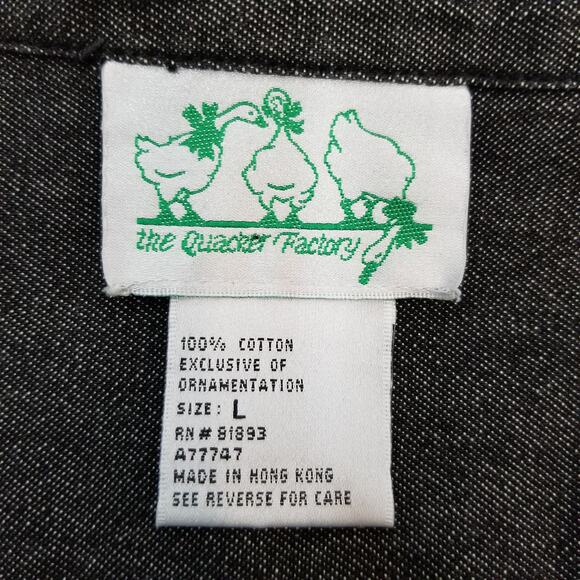 the Quacker Factory
100% COTTON
EXCLUSIVE OF
ORNAMENTATION
SIZE: L
RN# 81893
A77747
MADE IN HONG KONG
SEE REVERSE FOR CARE